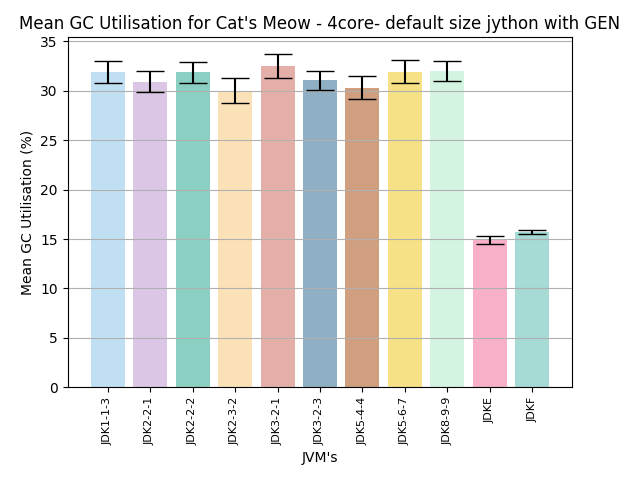 Mean GC Utilisation for Cat's Meow - 4core- default size jython with GEN
Mean GC Utilisation (%)
35
30
25
20
15
10
5
0
JDK1-1-3
JDK2-2-1
JDK2-2-2
JDK2-3-2
JDK3-2-1
JDK3-2-3
JDK5-4-4
JDK5-6-7
JDK8-9-9
JDKE
JDKF
JVM's